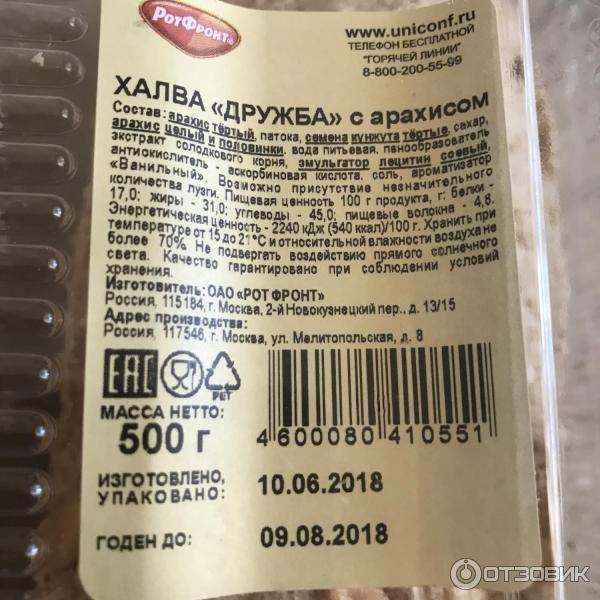 РОТ ФРОНТ®
www.uniconf.ru
ТЕЛЕФОН БЕСПЛАТНОЙ
"ГОРЯЧЕЙ ЛИНИИ"
8-800-200-55-99
ХАЛВА «ДРУЖБА» с арахисом
Состав: арахис тёртый, патока, семена кунжута тёртые, сахар,
арахис целый и половинки, вода питьевая, пенообразователь
экстракт солодкового корня, эмульгатор лецитин соевый,
антиокислитель - аскорбиновая кислота, соль, ароматизатор
«Ванильный». Возможно присутствие незначительного
количества лузги. Пищевая ценность 100 г продукта, г: белки -
17,0; жиры - 31,0; углеводы - 45,0; пищевые волокна - 4,8.
Энергетическая ценность - 2240 кДж (540 ккал)/100 г. Хранить при
температуре от 15 до 21°С и относительной влажности воздуха не
более 70%. Не подвергать воздействию прямого солнечного
света. Качество гарантировано при соблюдении условий
хранения.
Изготовитель: ОАО «РОТ ФРОНТ»
Россия, 115184, г. Москва, 2-й Новокузнецкий пер., д. 13/15
Адрес производства:
Россия, 117546, г. Москва, ул. Мелитопольская, д. 8
EAC
PET
МАССА НЕТТО:
500 г
4 600080 410551
ИЗГОТОВЛЕНО,
УПАКОВАНО:
10.06.2018
ГОДЕН ДО:
09.08.2018
ОТЗОВИК